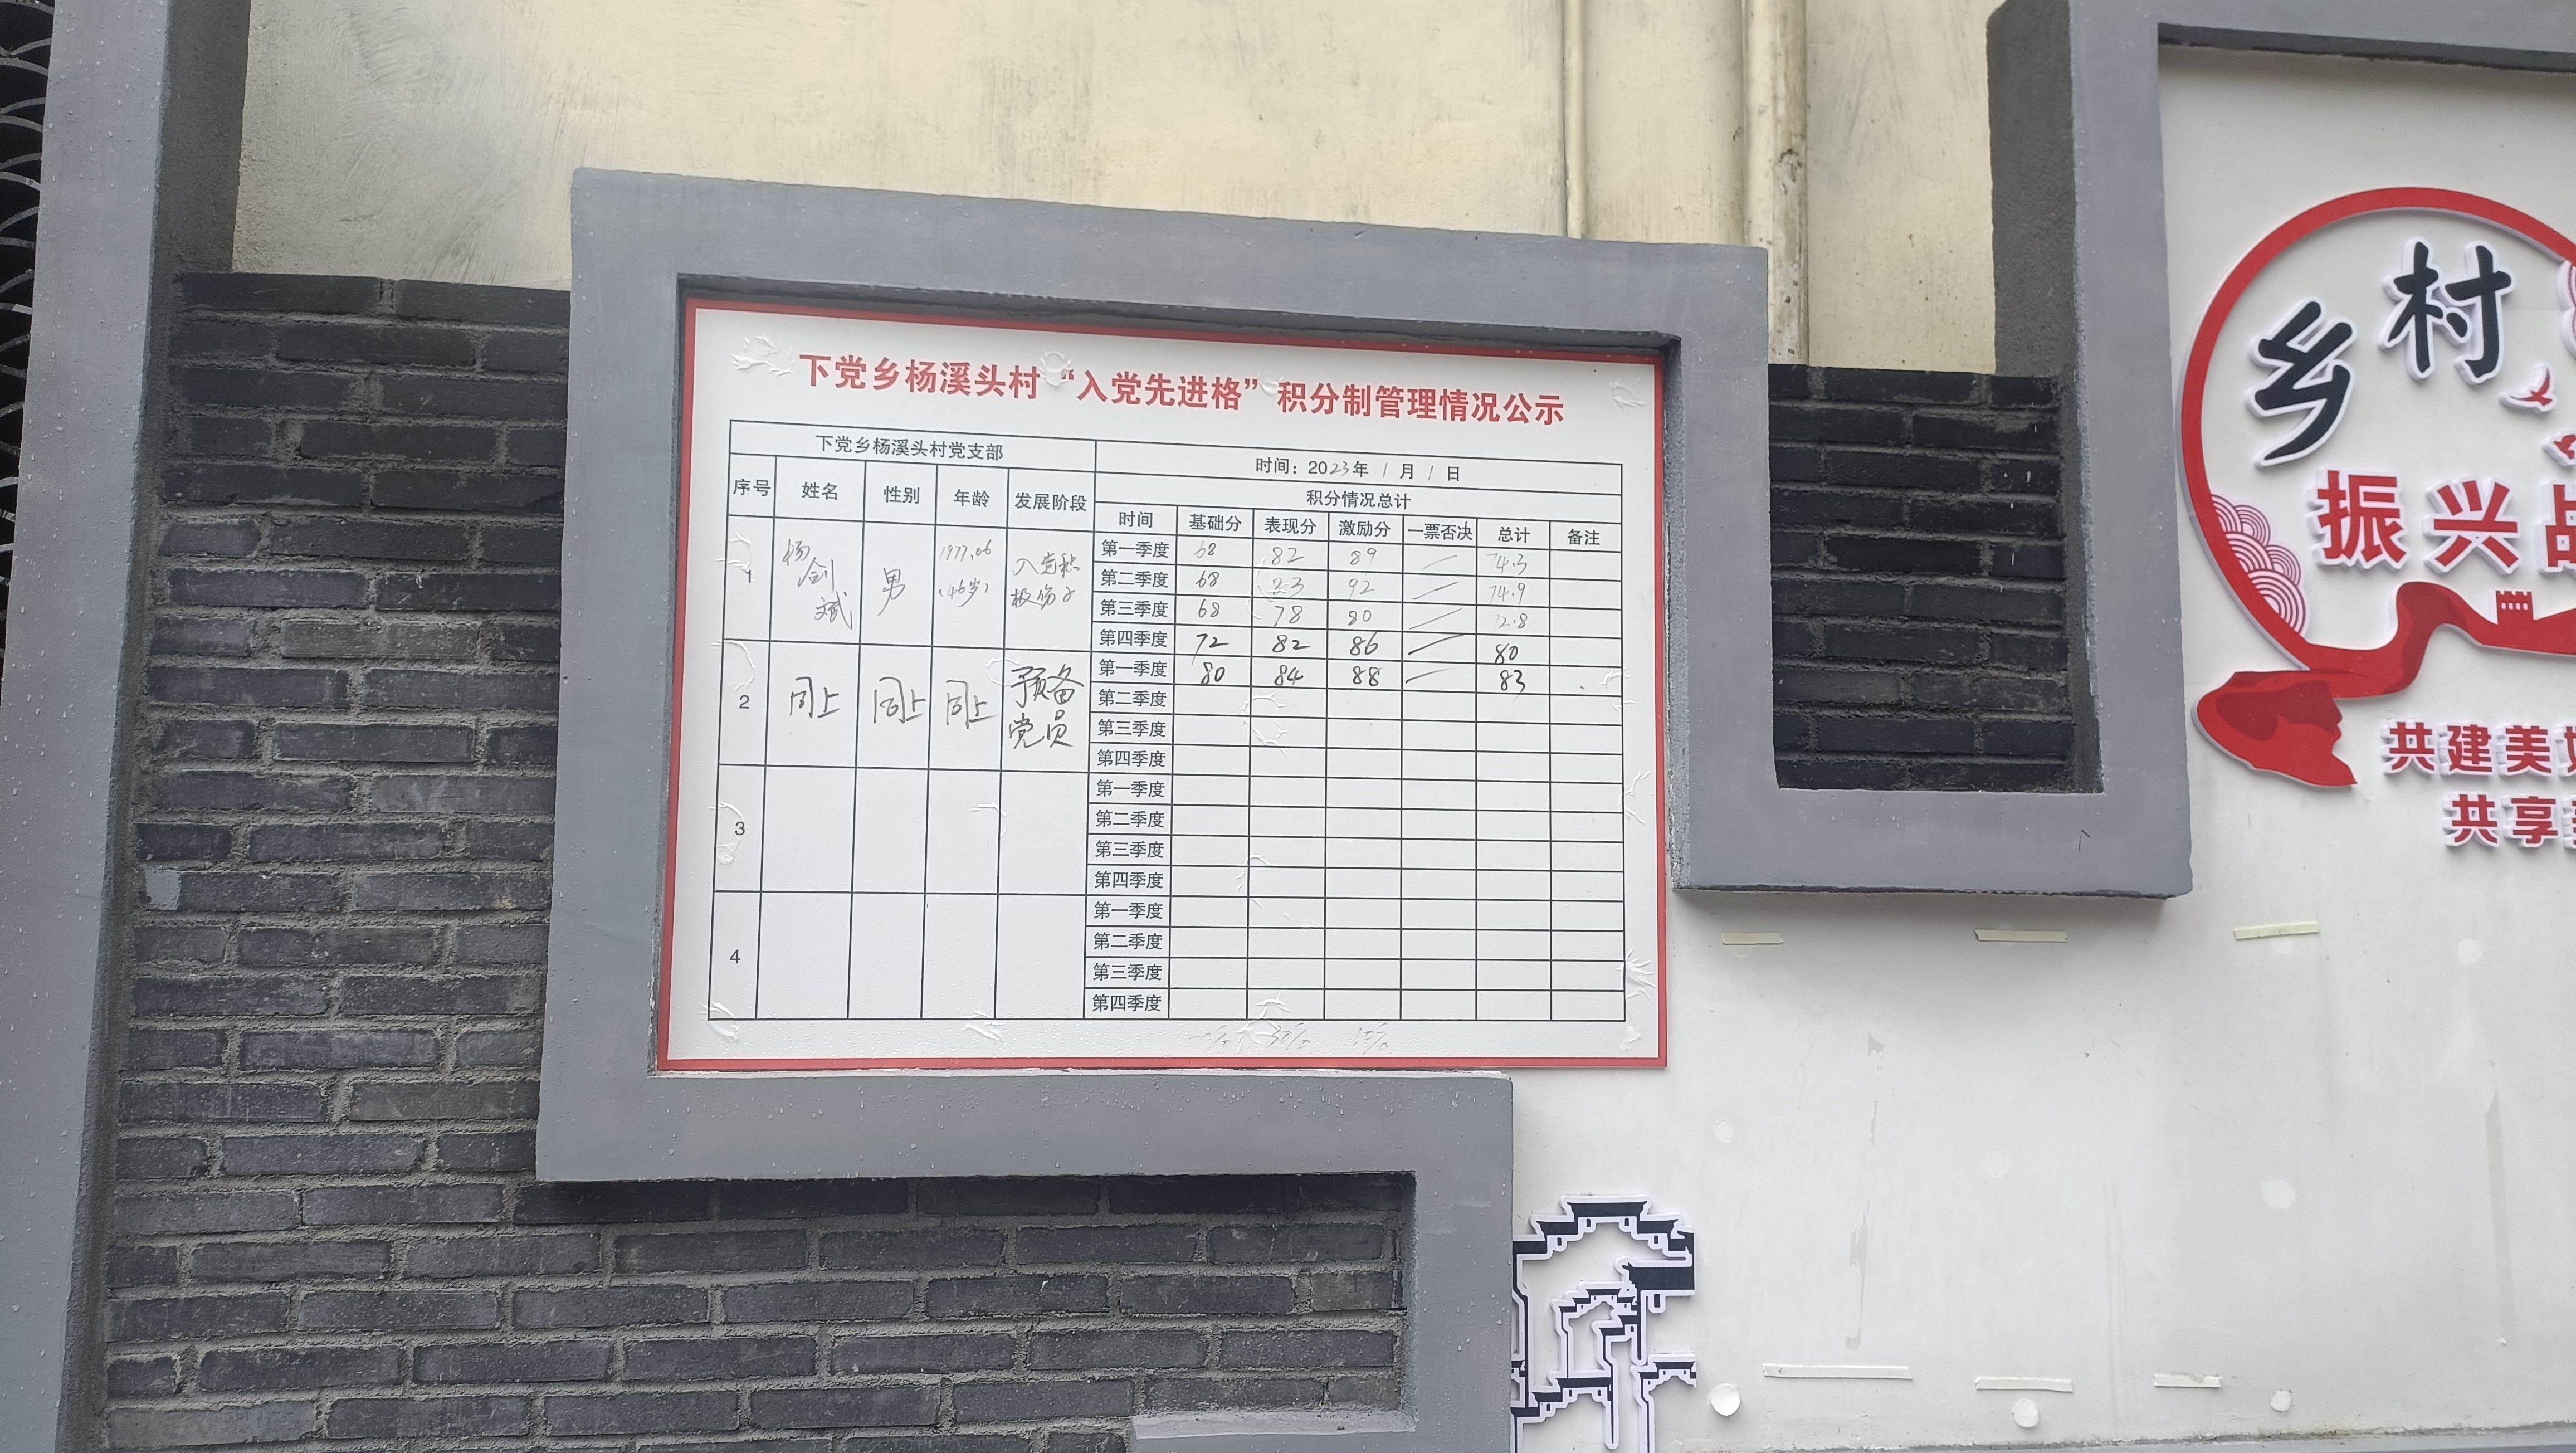 下党乡杨溪头村“入党先进格”积分制管理情况公示
下党乡杨溪头村党支部 时间：2023年1月1日
序号 姓名 性别 年龄 发展阶段 积分情况总计
时间 基础分 表现分 激励分 一票否决 总计 备注
1 杨剑斌 男 1977.06（46岁） 入党积极份子
第一季度 68 82 89 / 74.3
第二季度 68 83 92 / 74.9
第三季度 68 78 80 / 72.8
第四季度 72 82 86 / 80
2 同上 同上 同上 预备党员
第一季度 80 84 88 / 83
第二季度
第三季度
第四季度
3
第一季度
第二季度
第三季度
第四季度
4
第一季度
第二季度
第三季度
第四季度
乡村
振兴
共建美
共享